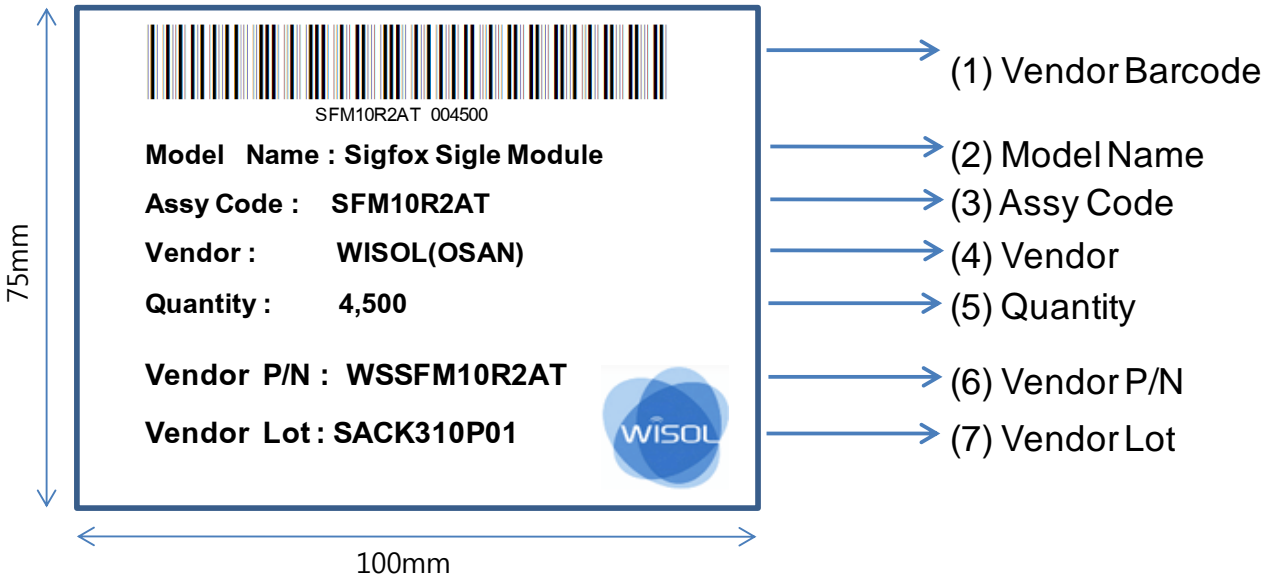 SFM10R2AT 004500
(1) Vendor Barcode
Model Name : Sigfox Sigle Module
(2) Model Name
Assy Code : SFM10R2AT
(3) Assy Code
Vendor : WISOL(OSAN)
(4) Vendor
Quantity : 4,500
(5) Quantity
Vendor P/N : WSSFM10R2AT
(6) Vendor P/N
Vendor Lot : SACK310P01
WISOL
(7) Vendor Lot
75mm
100mm